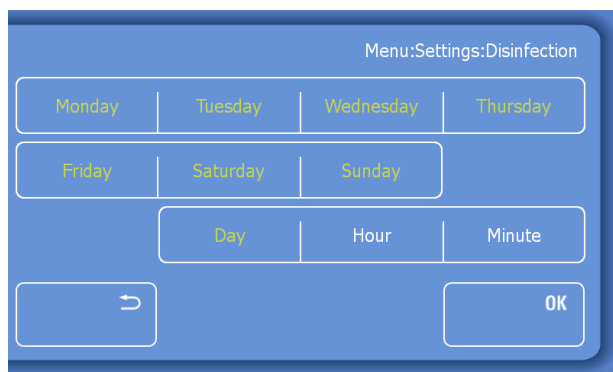 Menu:Settings:Disinfection
Monday Tuesday Wednesday Thursday
Friday Saturday Sunday
Day Hour Minute
OK